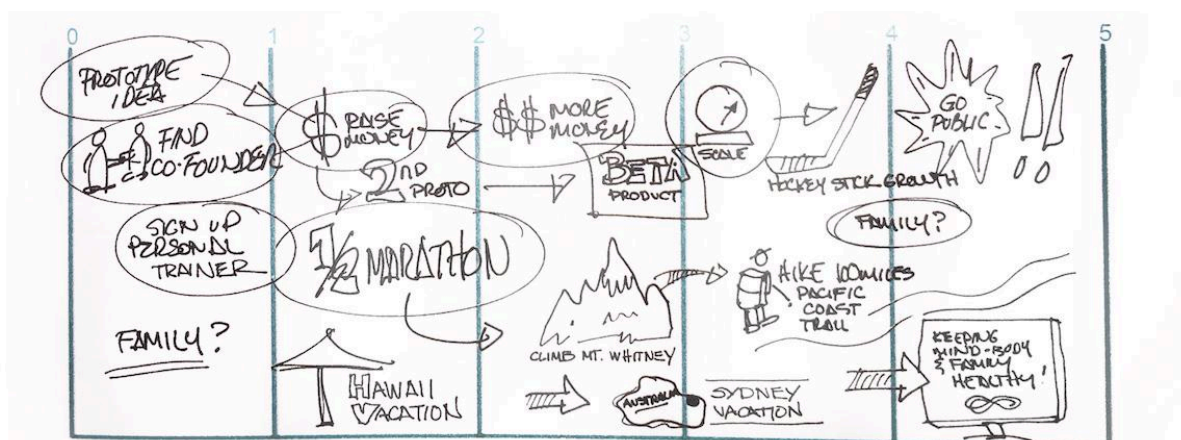 0 1 2 3 4 5
PROTOTYPE
IDEA
FIND
CO-FOUNDER
$ RAISE
MONEY
$$ MORE
MONEY
SCALE
HOCKEY STICK GROWTH
GO
PUBLIC
!!
2ND
PROTO
BETA
PRODUCT
FAMILY?
SIGN UP
PERSONAL
TRAINER
1/2 MARATHON
CLIMB MT. WHITNEY
HIKE 100 MILES
PACIFIC
COAST
TRAIL
FAMILY?
HAWAII
VACATION
AUSTRALIA
SYDNEY
VACATION
KEEPING
MIND-BODY
& FAMILY
HEALTHY!